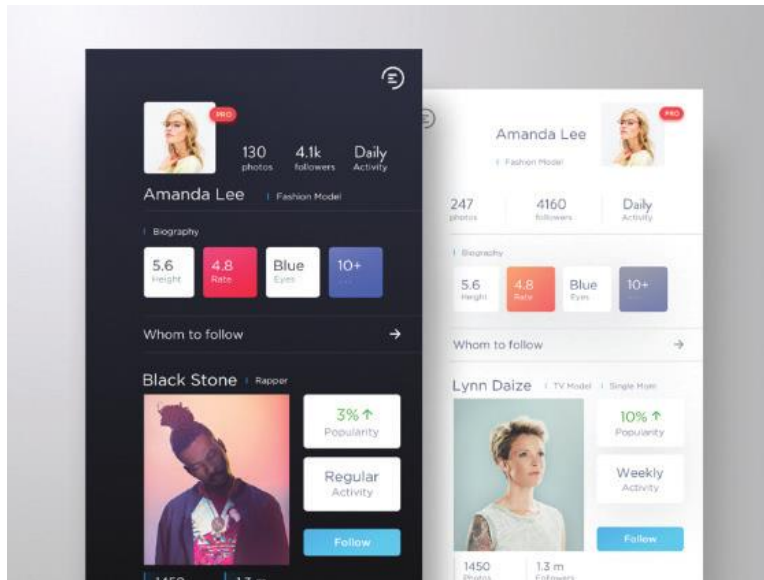 PRO
130 4.1k Daily
photos followers Activity
Amanda Lee Fashion Model
Biography
5.6 4.8 Blue 10+
Height Rate Eyes
Whom to follow →
Black Stone Rapper
3% ↑
Popularity
Regular
Activity
Follow
1450 1.3 m
PRO
Amanda Lee
Fashion Model
247 4160 Daily
photos followers Activity
Biography
5.6 4.8 Blue 10+
Height Rate Eyes
Whom to follow →
Lynn Daize TV Model Single Mom
10% ↑
Popularity
Weekly
Activity
Follow
1450 1.3 m
Photos Followers